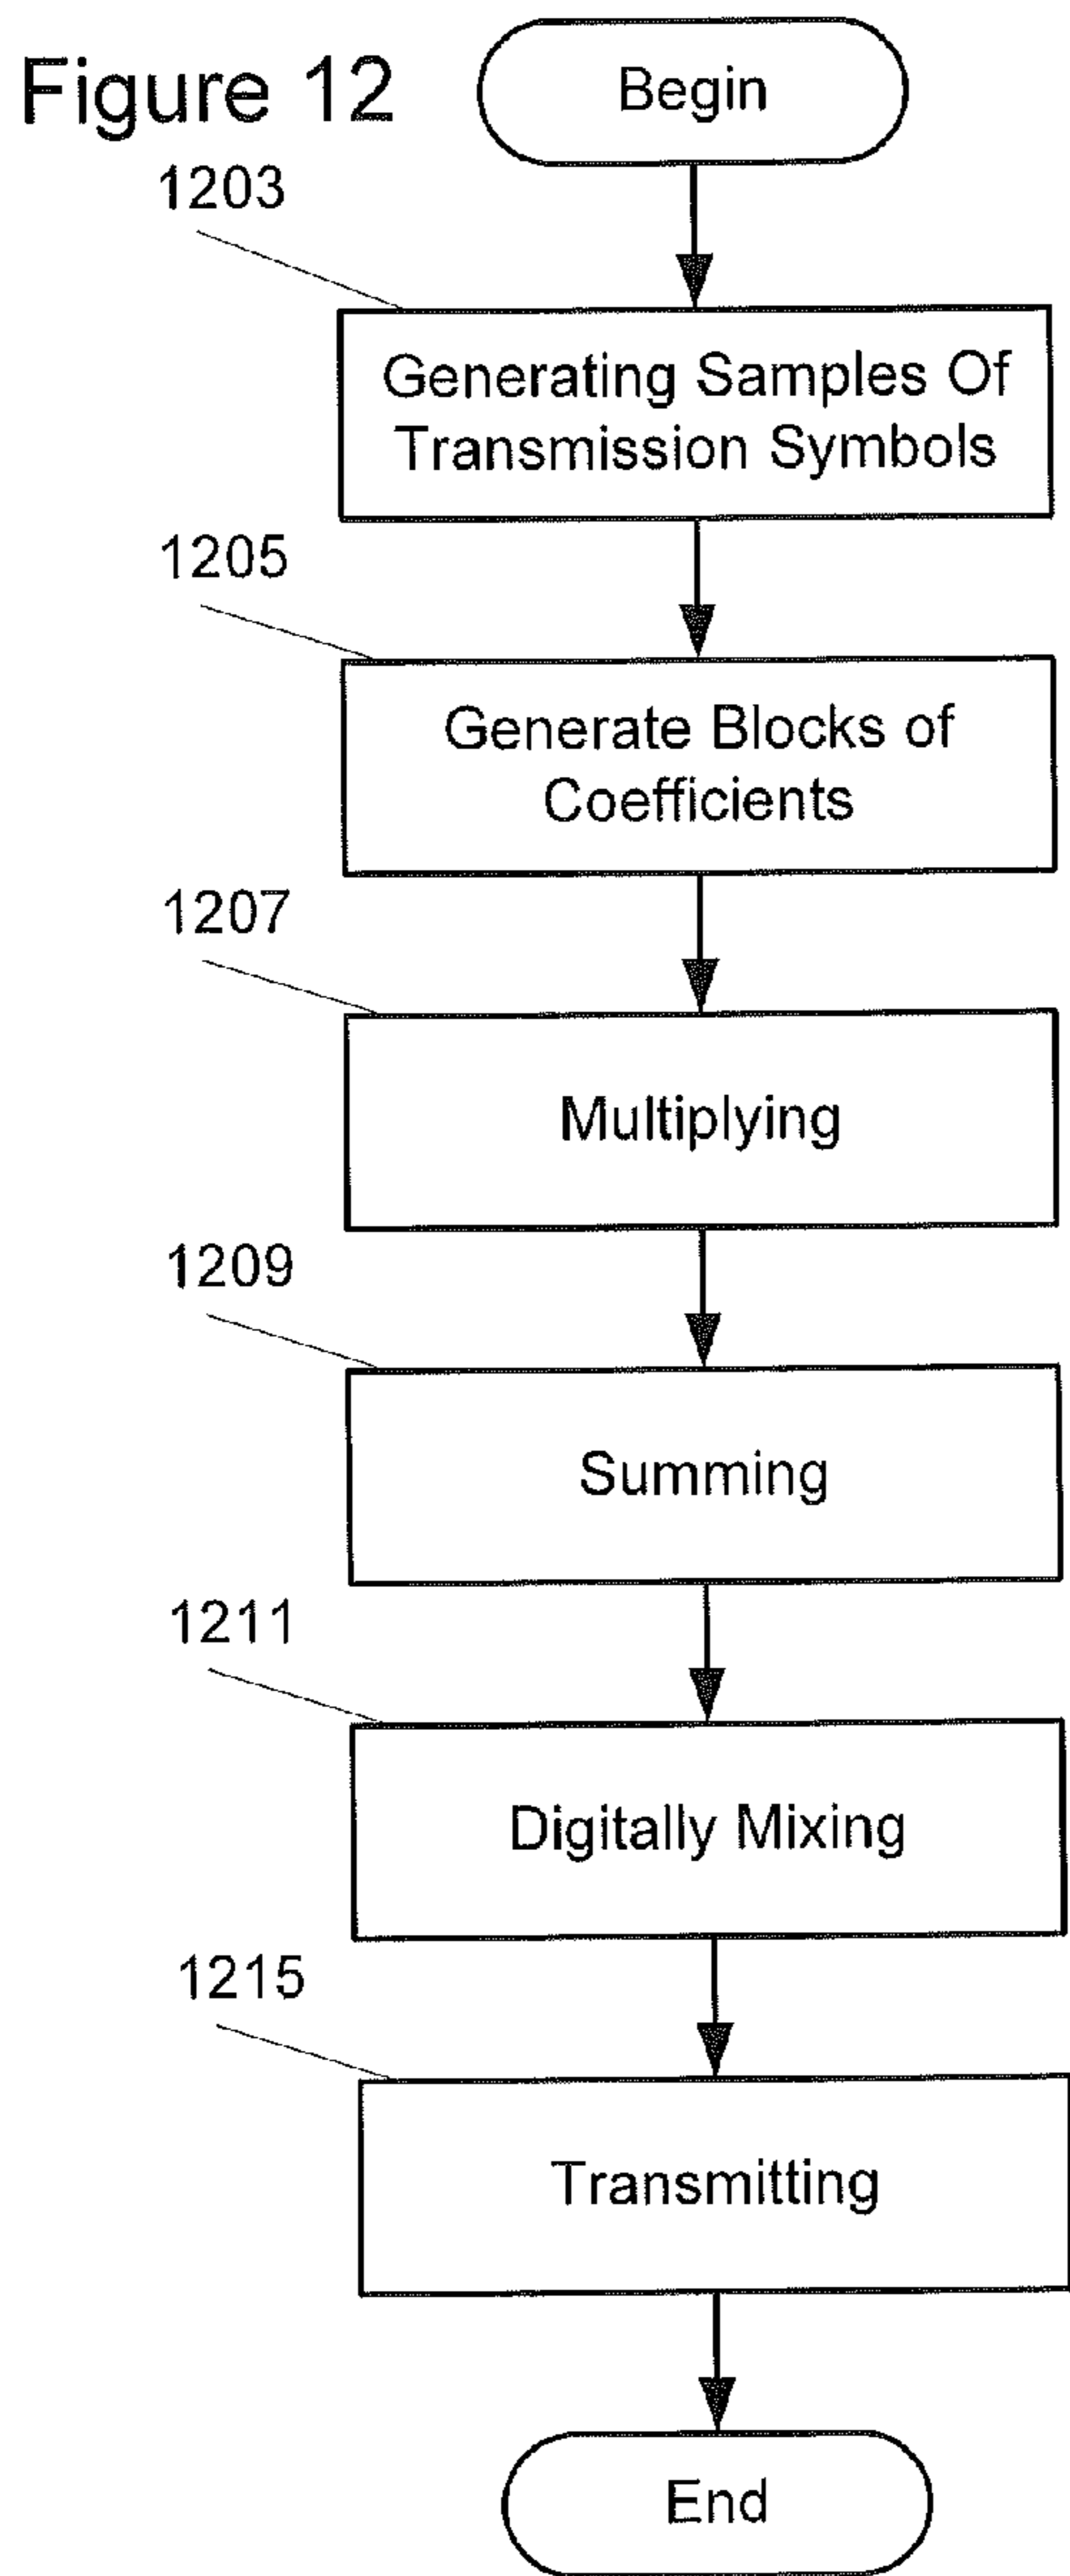 Figure 12
Begin
1203
Generating Samples Of
Transmission Symbols
1205
Generate Blocks of
Coefficients
1207
Multiplying
1209
Summing
1211
Digitally Mixing
1215
Transmitting
End